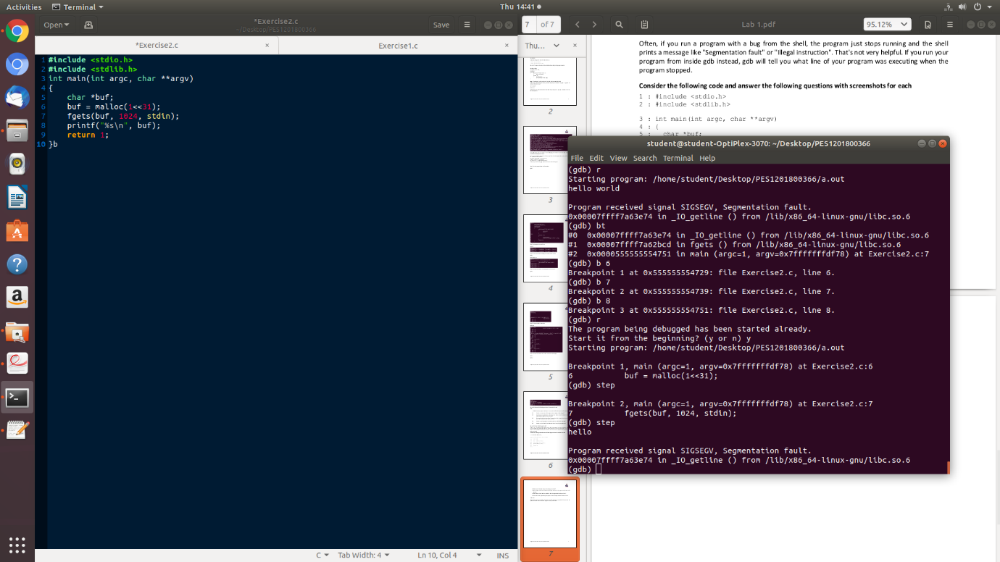 Activities Terminal Thu 14:41
Open *Exercise2.c ~/Desktop/PES1201800366 Save
*Exercise2.c × Exercise1.c ×
1 #include <stdio.h>
2 #include <stdlib.h>
3 int main(int argc, char **argv)
4 {
5 char *buf;
6 buf = malloc(1<<31);
7 fgets(buf, 1024, stdin);
8 printf("%s\n", buf);
9 return 1;
10 }b
C Tab Width: 4 Ln 10, Col 4 INS
7 of 7 Lab 1.pdf 95.12%
Thu... ×
2
3
4
5
6
7
Often, if you run a program with a bug from the shell, the program just stops running and the shell
prints a message like "Segmentation fault" or "Illegal instruction". That's not very helpful. If you run your
program from inside gdb instead, gdb will tell you what line of your program was executing when the
program stopped.
Consider the following code and answer the following questions with screenshots for each
1 : #include <stdio.h>
2 : #include <stdlib.h>
3 : int main(int argc, char **argv)
4 : {
5 : char *buf;
student@student-OptiPlex-3070: ~/Desktop/PES1201800366
File Edit View Search Terminal Help
(gdb) r
Starting program: /home/student/Desktop/PES1201800366/a.out
hello world
Program received signal SIGSEGV, Segmentation fault.
0x00007ffff7a63e74 in _IO_getline () from /lib/x86_64-linux-gnu/libc.so.6
(gdb) bt
#0 0x00007ffff7a63e74 in _IO_getline () from /lib/x86_64-linux-gnu/libc.so.6
#1 0x00007ffff7a62bcd in fgets () from /lib/x86_64-linux-gnu/libc.so.6
#2 0x0000555555554751 in main (argc=1, argv=0x7fffffffdf78) at Exercise2.c:7
(gdb) b 6
Breakpoint 1 at 0x555555554729: file Exercise2.c, line 6.
(gdb) b 7
Breakpoint 2 at 0x555555554739: file Exercise2.c, line 7.
(gdb) b 8
Breakpoint 3 at 0x555555554751: file Exercise2.c, line 8.
(gdb) r
The program being debugged has been started already.
Start it from the beginning? (y or n) y
Starting program: /home/student/Desktop/PES1201800366/a.out
Breakpoint 1, main (argc=1, argv=0x7fffffffdf78) at Exercise2.c:6
6 buf = malloc(1<<31);
(gdb) step
Breakpoint 2, main (argc=1, argv=0x7fffffffdf78) at Exercise2.c:7
7 fgets(buf, 1024, stdin);
(gdb) step
hello
Program received signal SIGSEGV, Segmentation fault.
0x00007ffff7a63e74 in _IO_getline () from /lib/x86_64-linux-gnu/libc.so.6
(gdb)